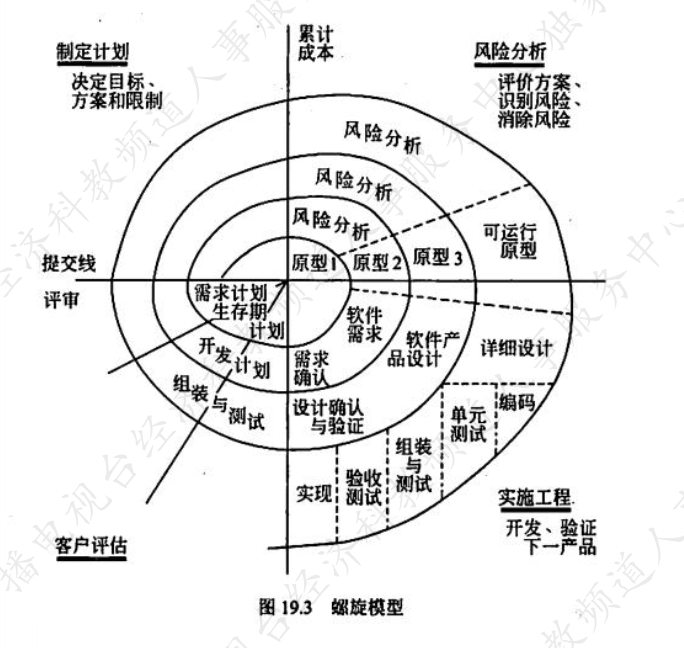 累计
成本
制定计划
决定目标、
方案和限制
风险分析
评价方案、
识别风险、
消除风险
风险分析
风险分析
风险分析
可运行
原型
原型1
原型2
原型3
提交线
评审
需求计划
生存期
计划
开发计划
组装与测试
软件
需求
需求
确认
软件产
品设计
设计确认
与验证
详细设计
编码
单元
测试
组装
与
测试
验收
测试
实现
实施工程
开发、验证
下一产品
客户评估
图 19.3 螺旋模型